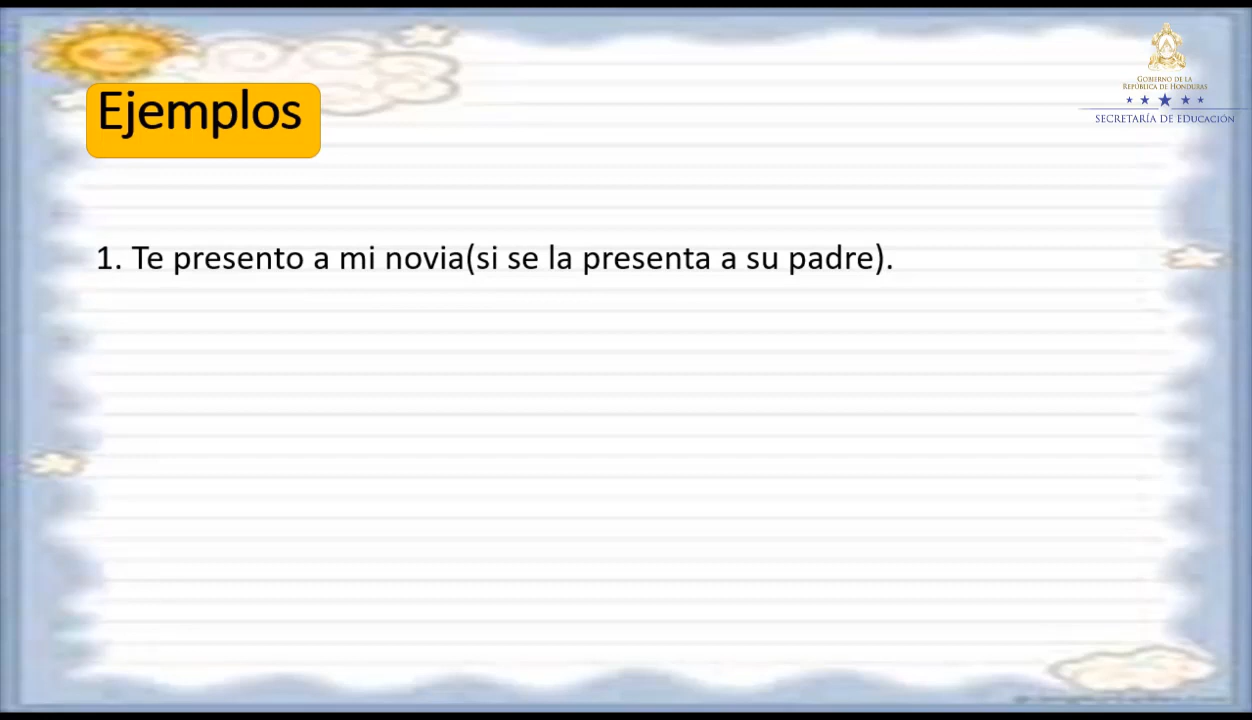 Ejemplos
GOBIERNO DE LA
REPÚBLICA DE HONDURAS
SECRETARÍA DE EDUCACIÓN
1. Te presento a mi novia(si se la presenta a su padre).